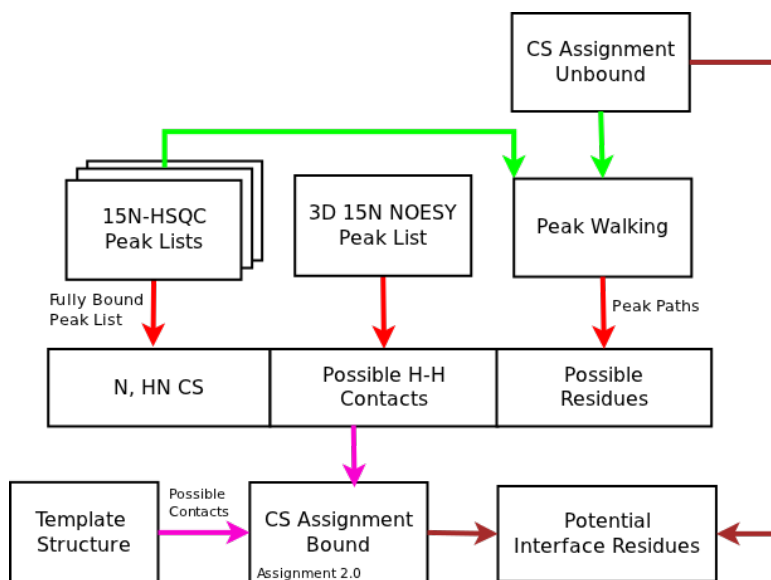 CS Assignment
Unbound
15N-HSQC
Peak Lists
3D 15N NOESY
Peak List
Peak Walking
Fully Bound
Peak List
Peak Paths
N, HN CS
Possible H-H
Contacts
Possible
Residues
Template
Structure
Possible
Contacts
CS Assignment
Bound
Assignment 2.0
Potential
Interface Residues